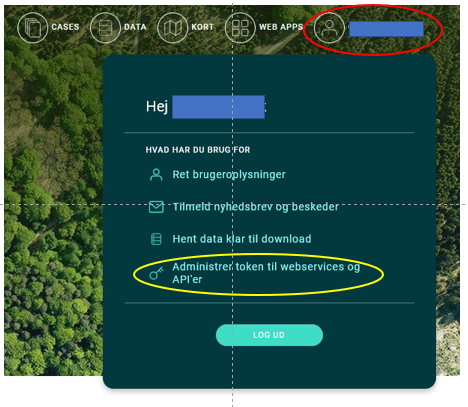 CASES DATA KORT WEB APPS
Hej
HVAD HAR DU BRUG FOR
Ret brugeroplysninger
Tilmeld nyhedsbrev og beskeder
Hent data klar til download
Administrer token til webservices og
API'er
LOG UD